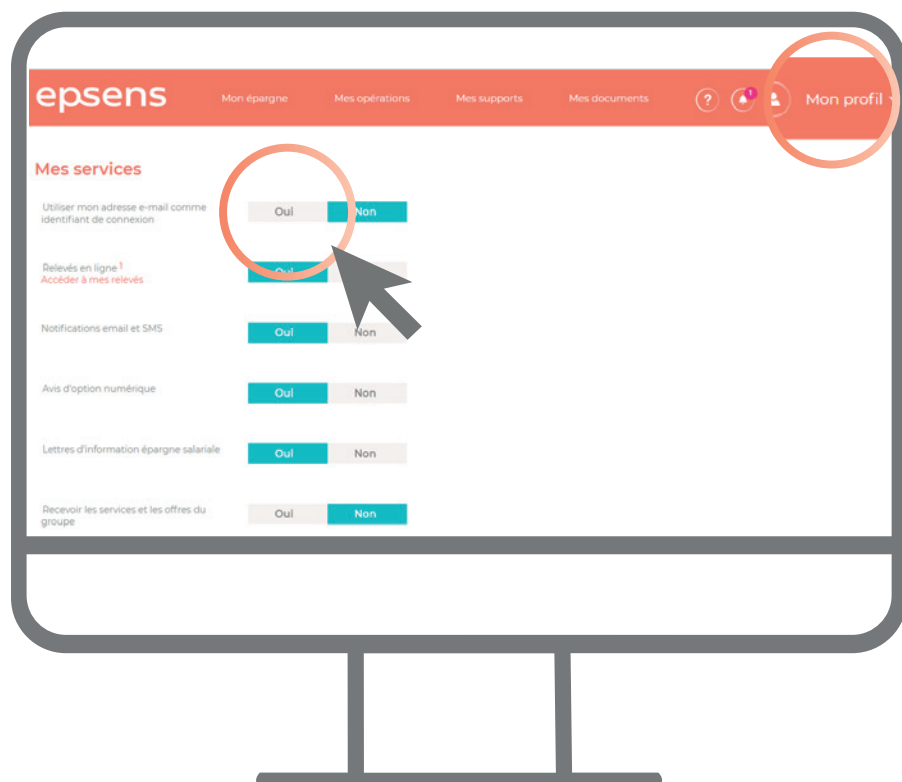 epsens
Mon épargne
Mes opérations
Mes supports
Mes documents
?
1
Mon profil
Mes services
Utiliser mon adresse e-mail comme
identifiant de connexion
Oui
Non
Relevés en ligne 1
Accéder à mes relevés
Oui
Notifications email et SMS
Oui
Non
Avis d'option numérique
Oui
Non
Lettres d'information épargne salariale
Oui
Non
Recevoir les services et les offres du
groupe
Oui
Non